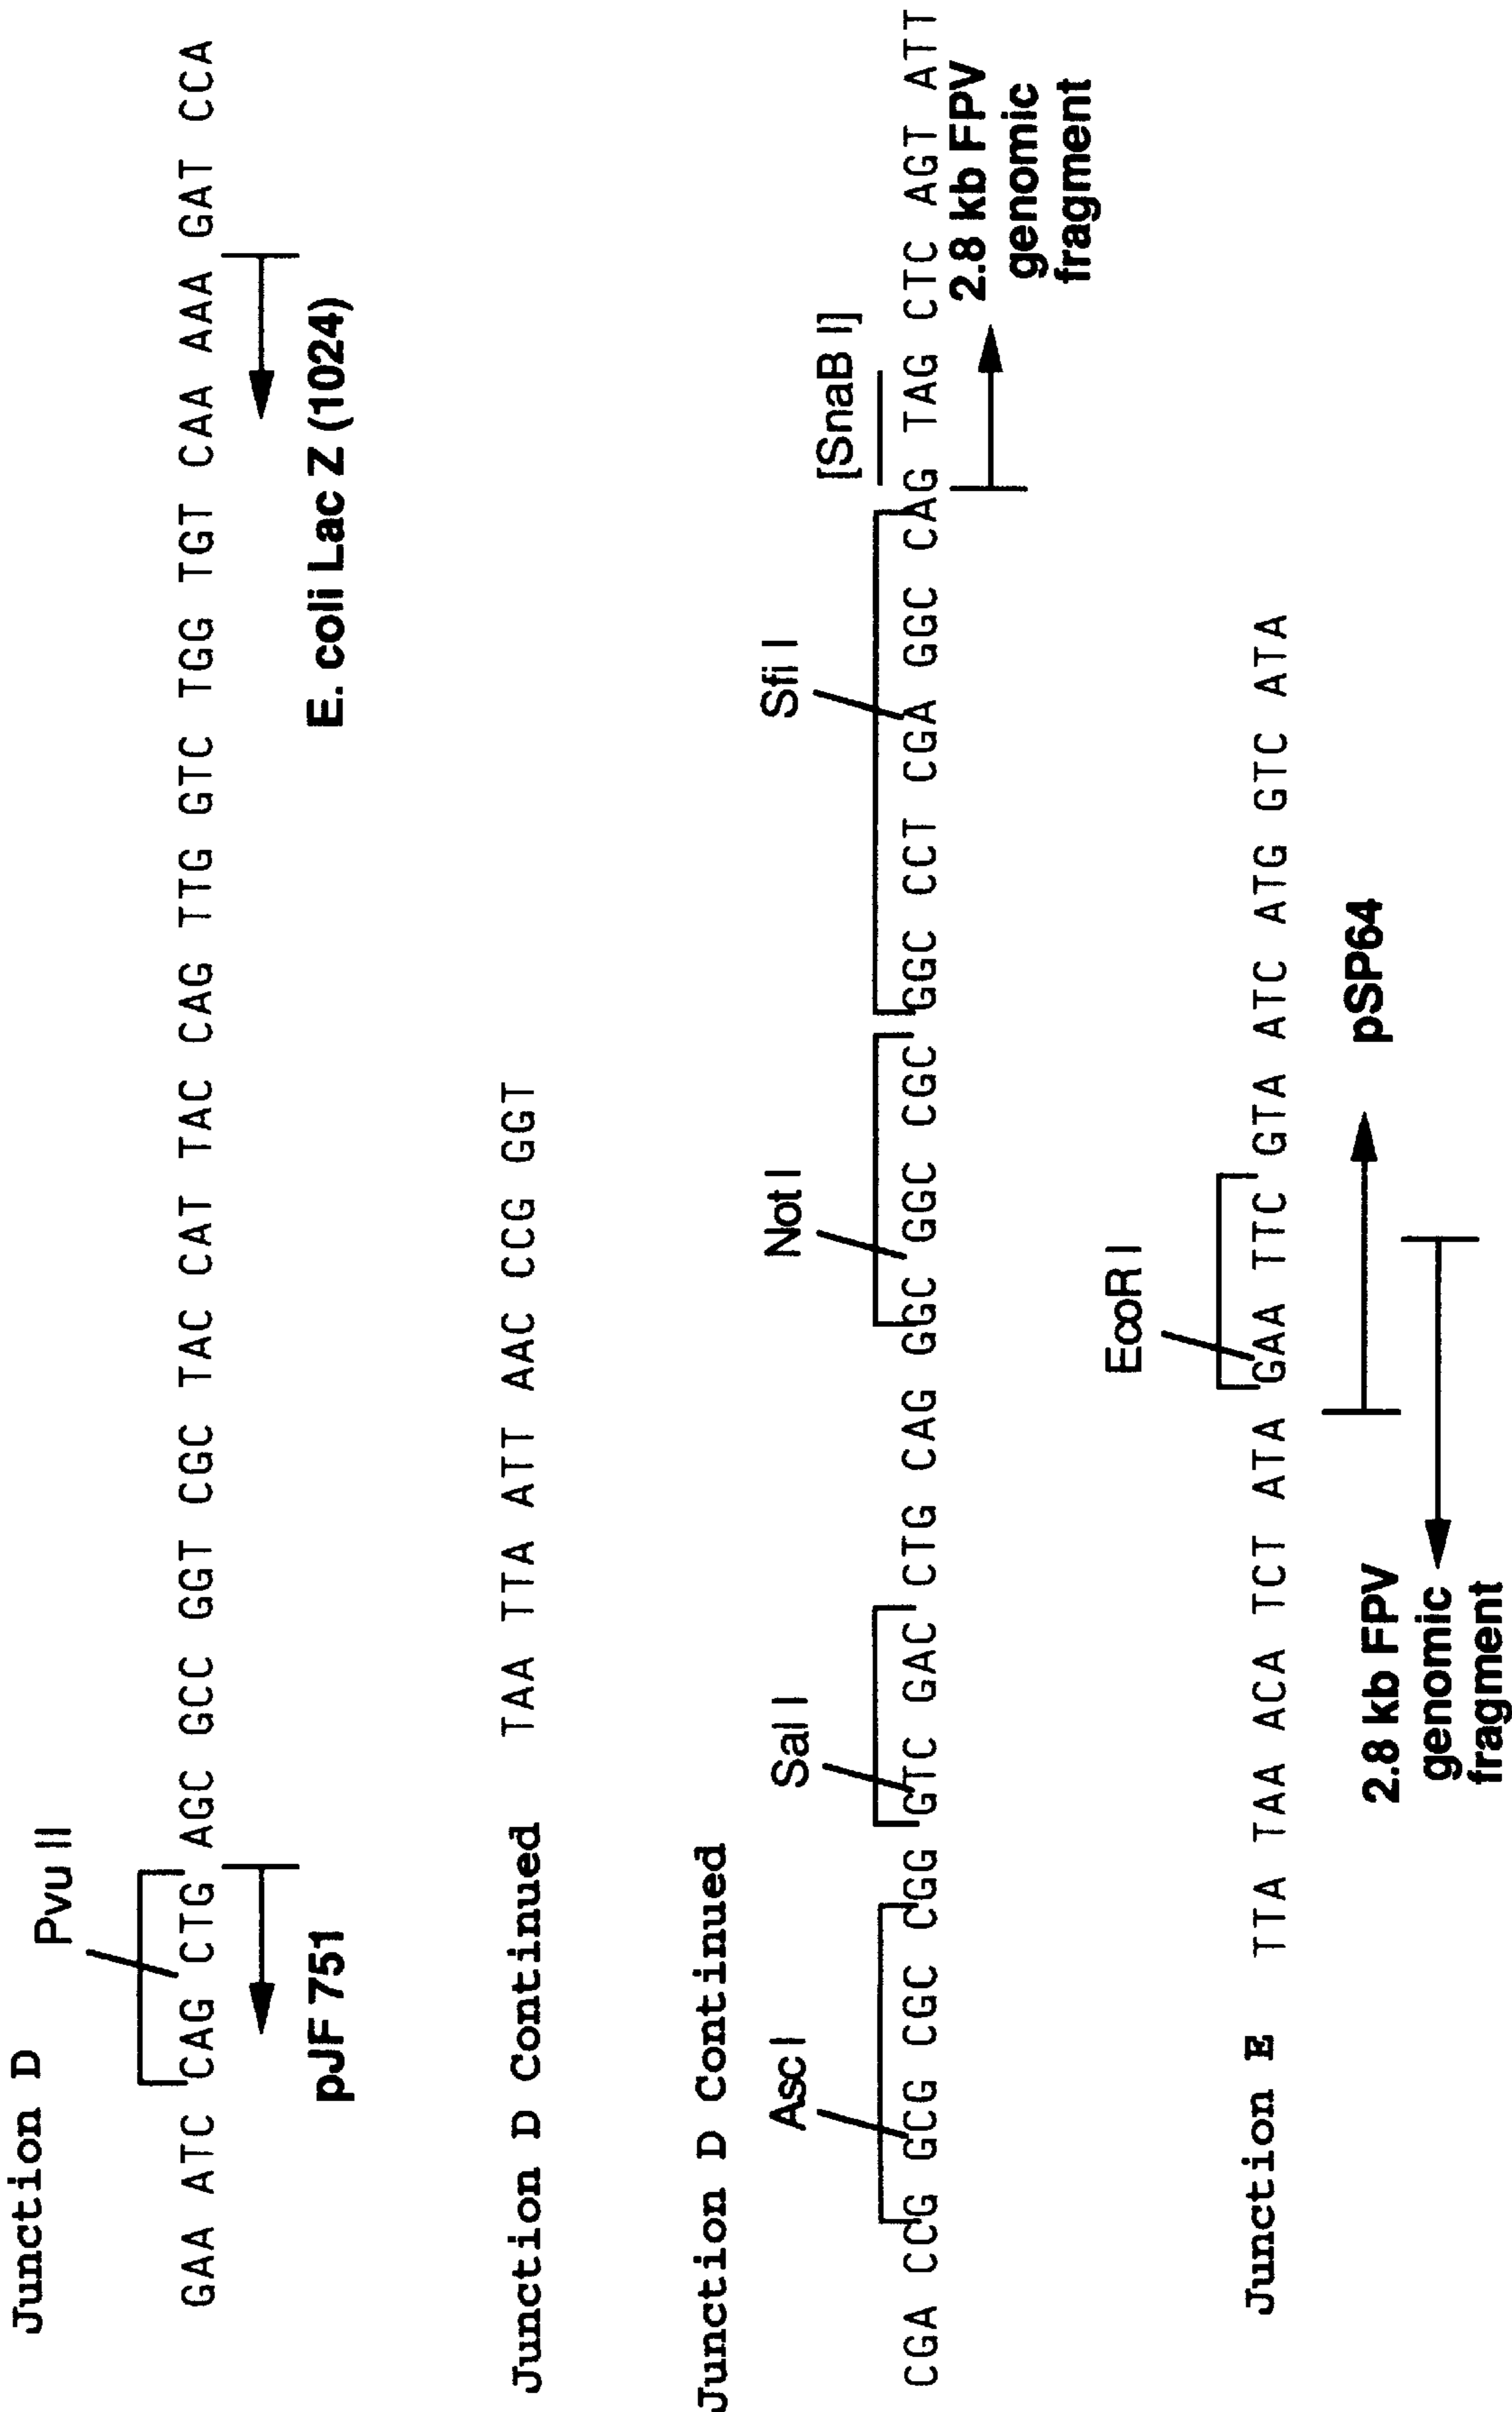 Junction D
Pvu II
GAA ATC CAG CTG AGC GCC GGT CGC TAC CAT TAC CAG TTG GTC TGG TGT CAA AAA GAT CCA
pJF 751
E. coli Lac Z (1024)
Junction D Continued
TAA TTA ATT AAC CCG GGT
Junction D Continued
Asc I
Sal I
Not I
Sfi I
[SnaB I]
CGA CCG GCG CGC CGG GTC GAC CTG CAG GGC GGC CGC GGC CCT CGA GGC CAG TAG CTC AGT ATT
2.8 kb FPV
genomic
fragment
EcoR I
Junction E
TTA TAA ACA TCT ATA GAA TTC GTA ATC ATG GTC ATA
pSP64
2.8 kb FPV
genomic
fragment